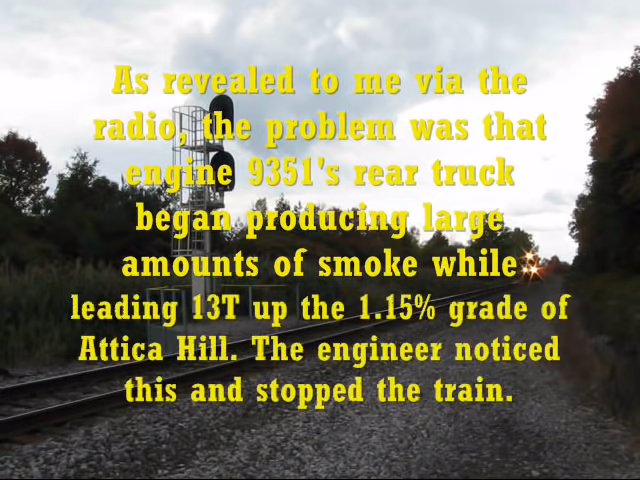 As revealed to me via the
radio, the problem was that
engine 9351's rear truck
began producing large
amounts of smoke while
leading 13T up the 1.15% grade of
Attica Hill. The engineer noticed
this and stopped the train.